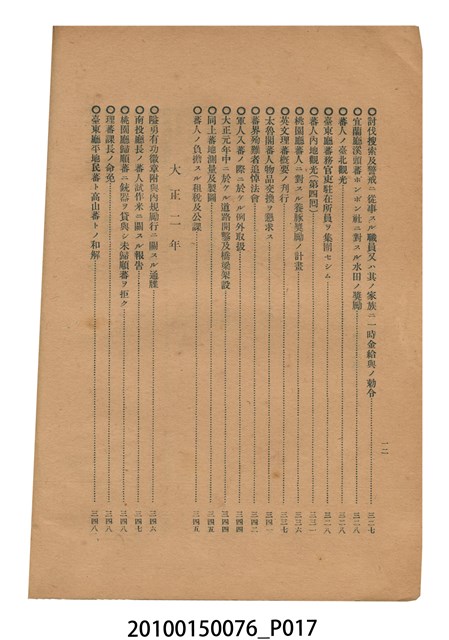 ●討伐搜索及警戒ニ從事スル職員又ハ其ノ家族ニ一時金給與ノ勅令……三二七
●宜蘭廳溪頭蕃ボンボン社ニ對スル水田ノ奬勵……三二八
●蕃人ノ臺北觀光……三二八
●臺東廳蕃務官吏駐在所員ヲ集團セシム……三二八
●蕃人內地觀光(第四囘)……三三一
●桃園廳蕃人ニ對スル養豚奬勵ノ計畫……三三六
●英文理蕃概要ノ刋行……三三七
●太魯閣蕃人物品交換ヲ懇求ス……三四一
●蕃界殉難者追悼法會……三四二
●軍人入蕃ノ際ニ於ケル例外取扱……三四四
●大正元年中ニ於ケル道路開鑿及橋梁架設……三四四
●同上蕃地測量及製圖……三四五
●蕃人ノ負擔スル租稅及公課……三四五
大正二年
●隘勇有功徽章附與內規勵行ニ關スル通牒……三四六
●南投廳長ノ蕃人試作米ニ關スル報告……三四七
●桃園廳歸順蕃ニ銃器ヲ貸與シ未歸順蕃ヲ拒ク……三四八
●理蕃課長ノ命免……三四八
●臺東廳平地民蕃ト高山蕃トノ和解……三四八
一二
20100150076_P017